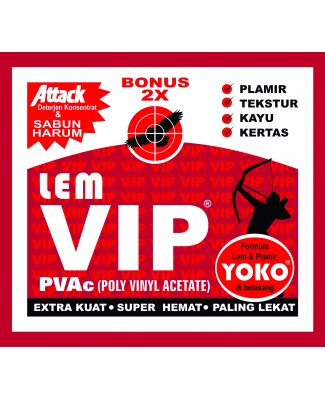 Attack
Deterjen Konsentrat
&
SABUN
HARUM
BONUS
2X
PLAMIR
TEKSTUR
KAYU
KERTAS
LEM
VIP®
PVAc (POLY VINYL ACETATE)
Formula
Lem & Plamir
YOKO®
di belakang
EXTRA KUAT • SUPER HEMAT • PALING LEKAT